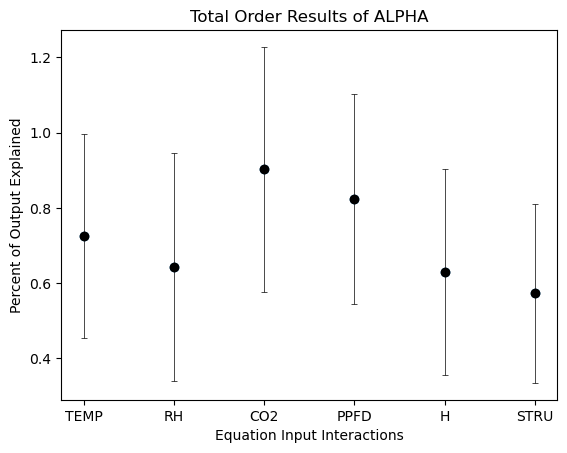 Total Order Results of ALPHA
Percent of Output Explained
1.2
1.0
0.8
0.6
0.4
TEMP RH CO2 PPFD H STRU
Equation Input Interactions